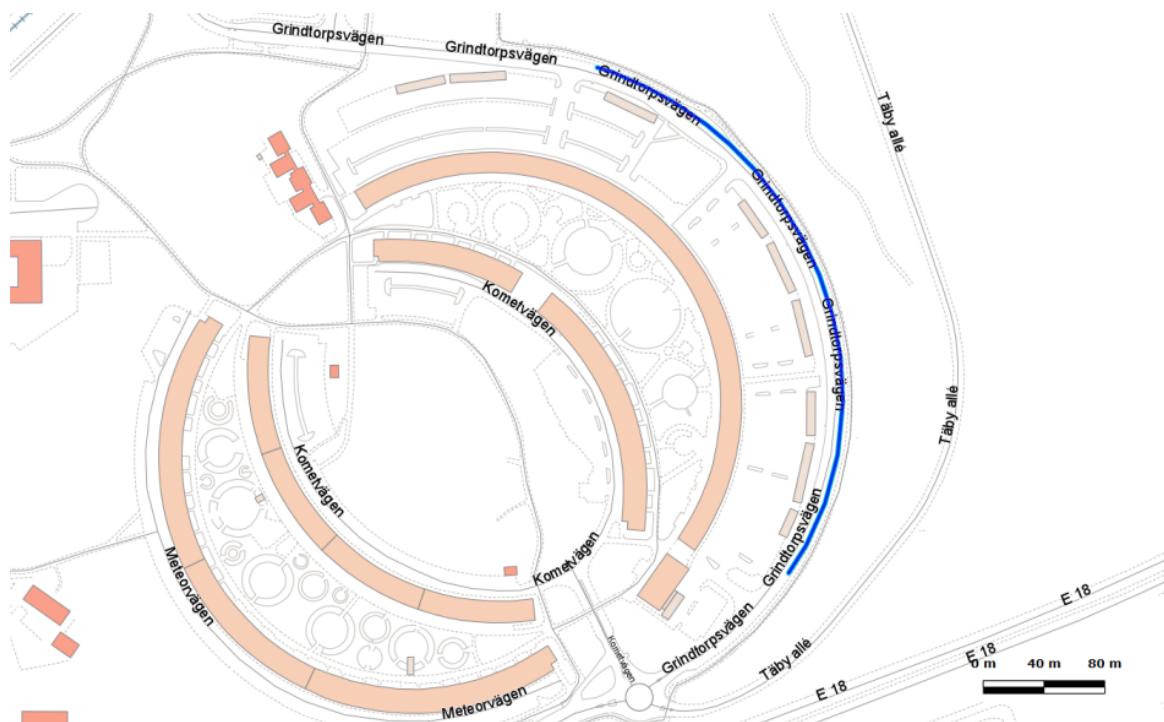 Grindtorpsvägen
Grindtorpsvägen
Grindtorpsvägen
Täby allé
Grindtorpsvägen
Kometvägen
Grindtorpsvägen
Täby allé
Kometvägen
Grindtorpsvägen
Kometvägen
Meteorvägen
Grindtorpsvägen
Kometvägen
Täby allé
E 18
E 18
E 18
Meteorvägen
0 m 40 m 80 m